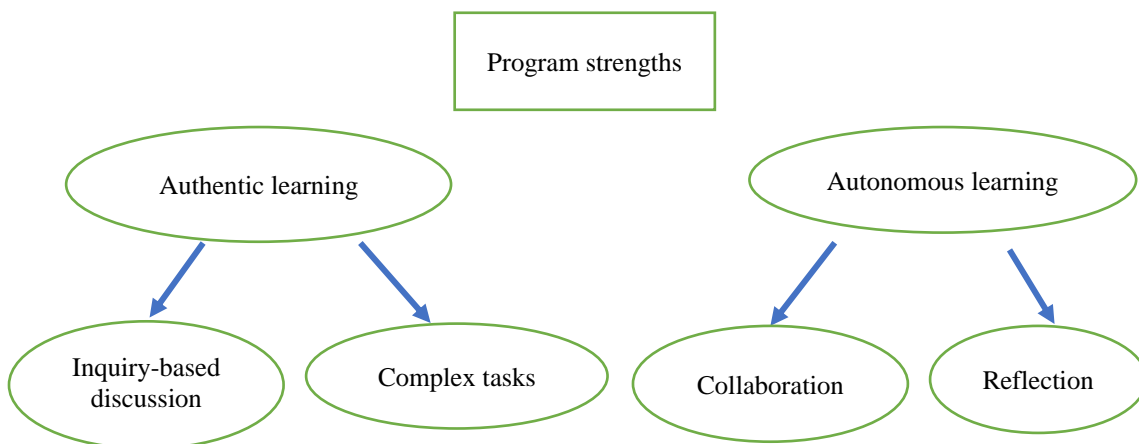 Program strengths
Authentic learning
Autonomous learning
Inquiry-based
discussion
Complex tasks
Collaboration
Reflection